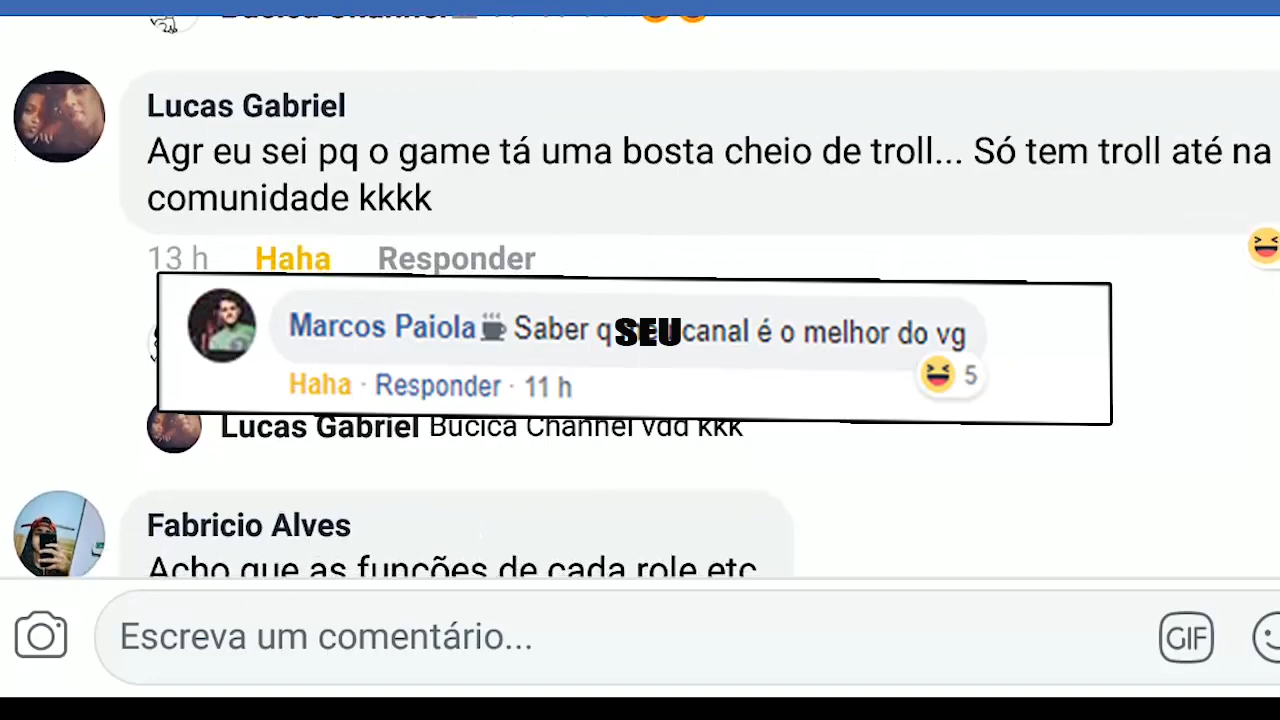 Lucas Gabriel
Agr eu sei pq o game tá uma bosta cheio de troll... Só tem troll até na
comunidade kkkk
13 h Haha Responder
Marcos Paiola Saber q SEU canal é o melhor do vg
Haha · Responder · 11 h 5
Lucas Gabriel Bucica Channel vdd kkk
Fabricio Alves
Acho que as funções de cada role etc
Escreva um comentário...
GIF